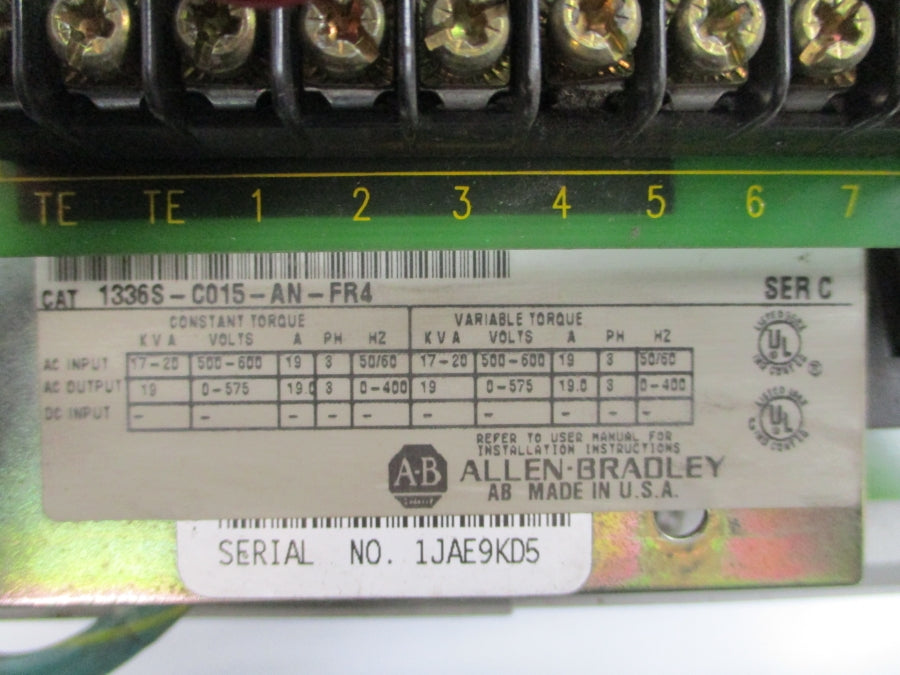 TE TE 1 2 3 4 5 6 7
CAT 1336S-C015-AN-FR4 SER C
CONSTANT TORQUE VARIABLE TORQUE
KVA VOLTS A PH HZ KVA VOLTS A PH HZ
AC INPUT 17-20 500-600 19 3 50/60 17-20 500-600 19 3 50/60
AC OUTPUT 19 0-575 19.0 3 0-400 19 0-575 19.0 3 0-400
DC INPUT - - - -
UL
UL
REFER TO USER MANUAL FOR
INSTALLATION INSTRUCTIONS
A-B ALLEN-BRADLEY
AB MADE IN U.S.A.
SERIAL NO. 1JAE9KD5